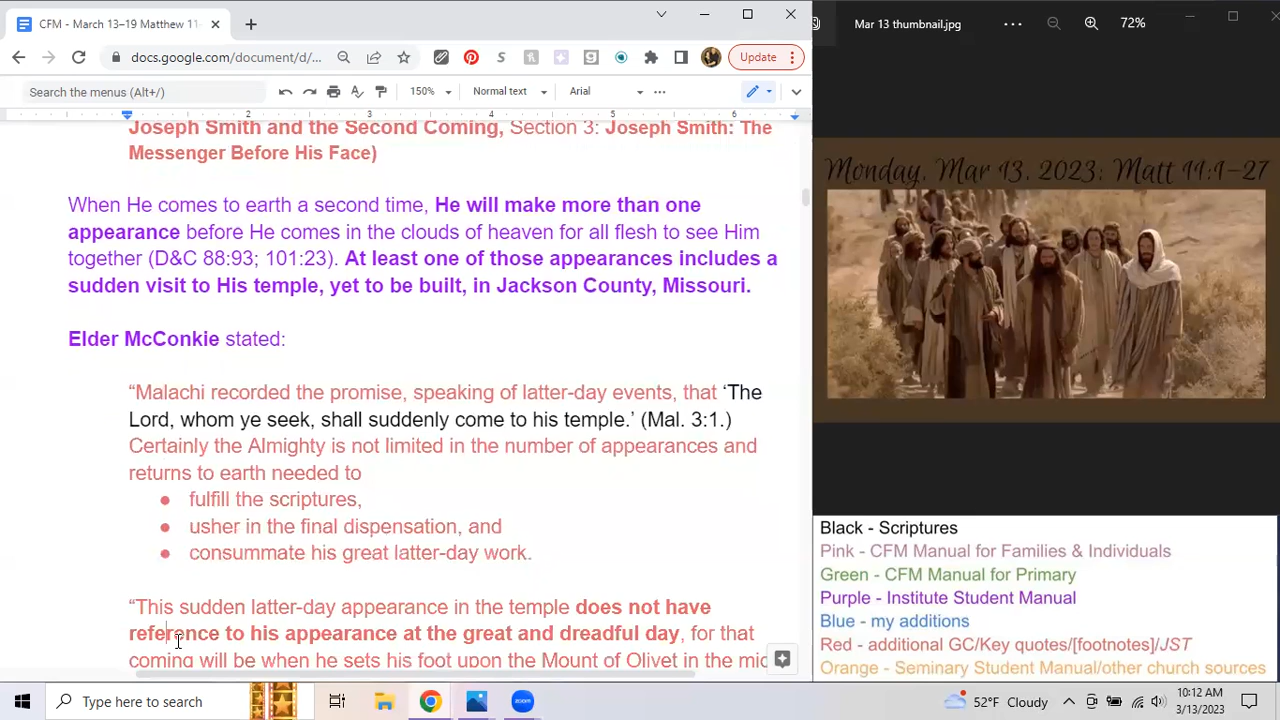 CFM - March 13–19 Matthew 11-
docs.google.com/document/d/...
Update
Search the menus (Alt+/)
150%
Normal text
Arial
2
3
4
5
6
Joseph Smith and the Second Coming, Section 3: Joseph Smith: The
Messenger Before His Face)
When He comes to earth a second time, He will make more than one
appearance before He comes in the clouds of heaven for all flesh to see Him
together (D&C 88:93; 101:23). At least one of those appearances includes a
sudden visit to His temple, yet to be built, in Jackson County, Missouri.
Elder McConkie stated:
“Malachi recorded the promise, speaking of latter-day events, that ‘The
Lord, whom ye seek, shall suddenly come to his temple.’ (Mal. 3:1.)
Certainly the Almighty is not limited in the number of appearances and
returns to earth needed to
● fulfill the scriptures,
● usher in the final dispensation, and
● consummate his great latter-day work.
“This sudden latter-day appearance in the temple does not have
reference to his appearance at the great and dreadful day, for that
coming will be when he sets his foot upon the Mount of Olivet in the mid
Mar 13 thumbnail.jpg
72%
Monday, Mar 13, 2023: Matt 11:1-27
Black - Scriptures
Pink - CFM Manual for Families & Individuals
Green - CFM Manual for Primary
Purple - Institute Student Manual
Blue - my additions
Red - additional GC/Key quotes/[footnotes]/JST
Orange - Seminary Student Manual/other church sources
Type here to search
52°F Cloudy
10:12 AM
3/13/2023